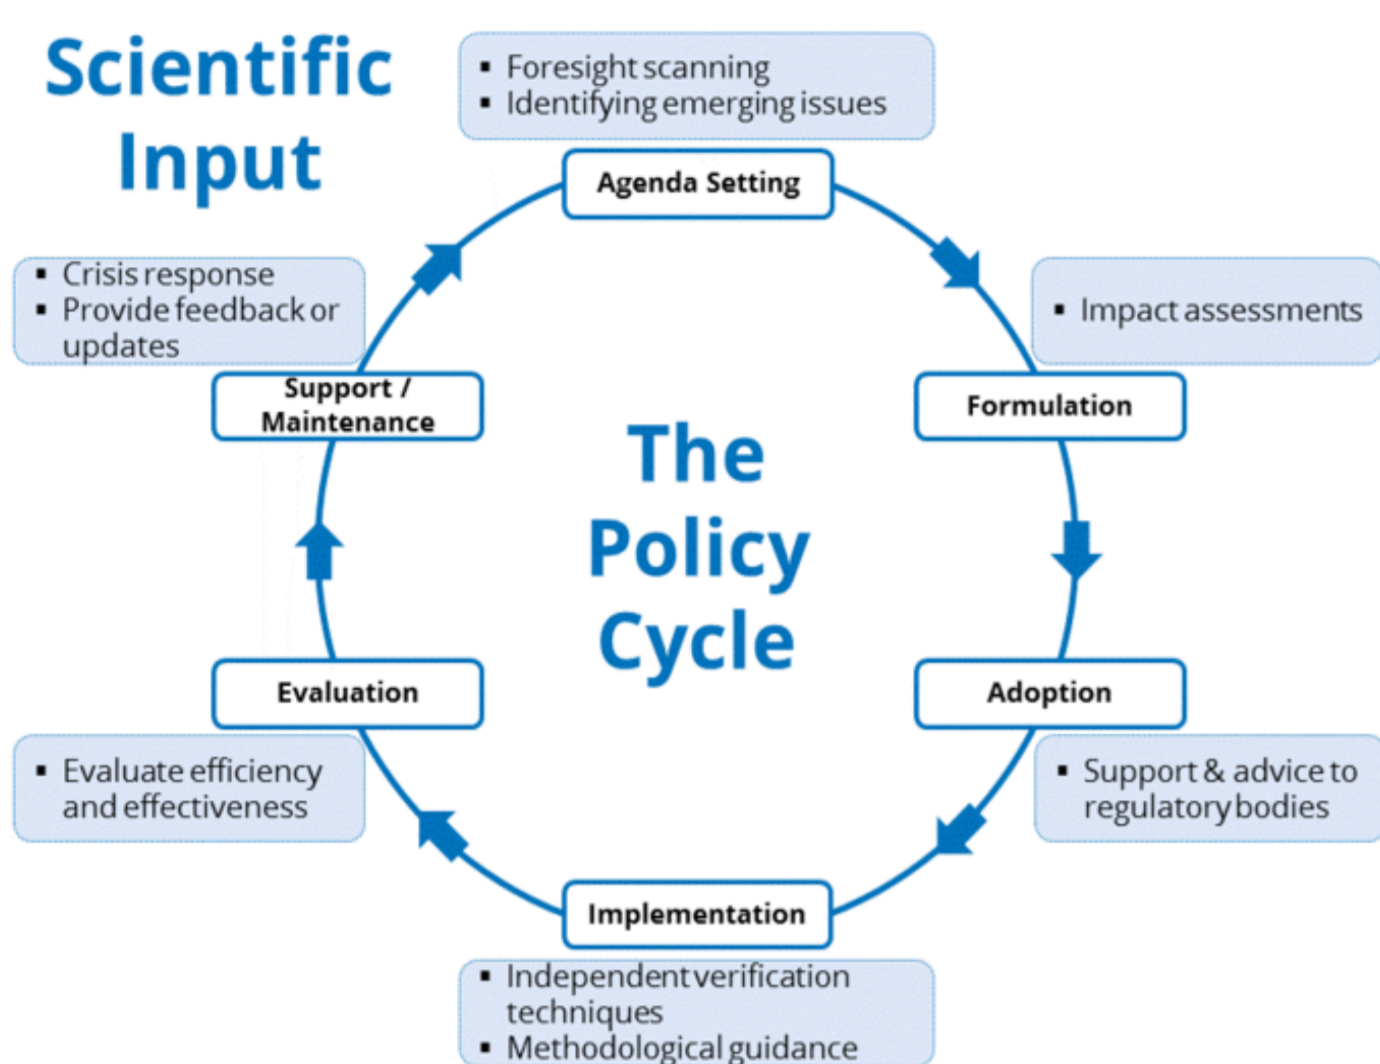 Scientific
Input
▪ Foresight scanning
▪ Identifying emerging issues
Agenda Setting
▪ Impact assessments
Formulation
Adoption
▪ Support & advice to
regulatory bodies
Implementation
▪ Independent verification
techniques
▪ Methodological guidance
Evaluation
▪ Evaluate efficiency
and effectiveness
▪ Crisis response
▪ Provide feedback or
updates
Support /
Maintenance
The
Policy
Cycle